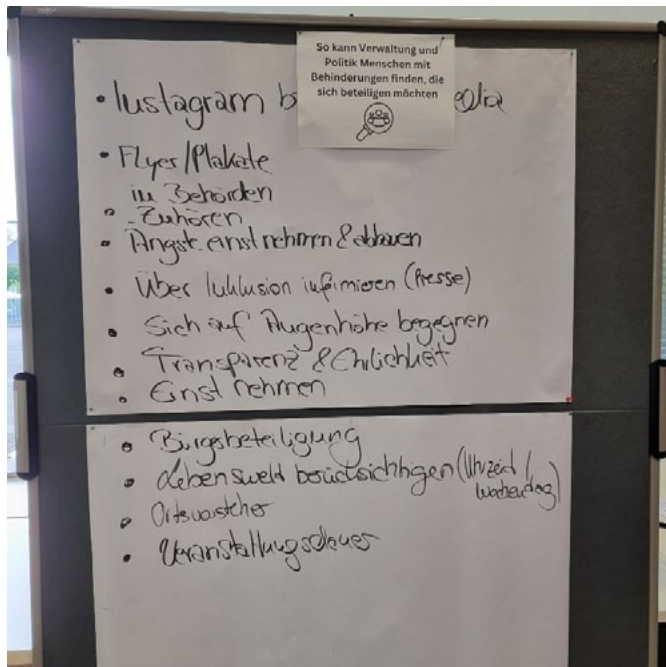 So kann Verwaltung und
Politik Menschen mit
Behinderungen finden, die
sich beteiligen möchten
• Instagram b
• Flyer/Plakate
in Behörden
• Zuhören
• Ängste ernst nehmen & abbauen
• Über Inklusion informieren (Presse)
• Sich auf Augenhöhe begegnen
• Transparenz & Ehrlichkeit
• Ernst nehmen
• Bürgerbeteiligung
• Lebenswelt berücksichtigen (Uhrzeit /
Wochentag)
• Ortsvorsteher
• Veranstaltungsdauer